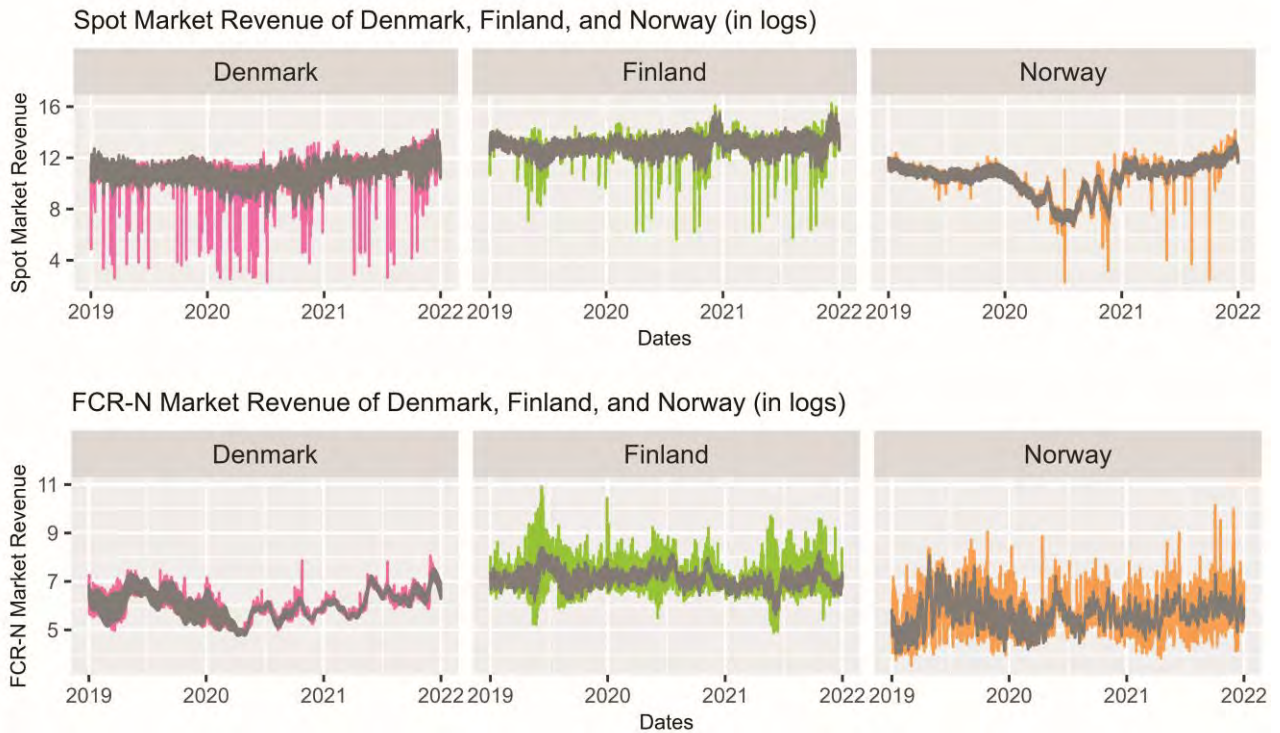 Spot Market Revenue of Denmark, Finland, and Norway (in logs)
Denmark
Finland
Norway
Spot Market Revenue
16
12
8
4
2019 2020 2021 2022
2019 2020 2021 2022
2019 2020 2021 2022
Dates
FCR-N Market Revenue of Denmark, Finland, and Norway (in logs)
Denmark
Finland
Norway
FCR-N Market Revenue
11
9
7
5
2019 2020 2021 2022
2019 2020 2021 2022
2019 2020 2021 2022
Dates